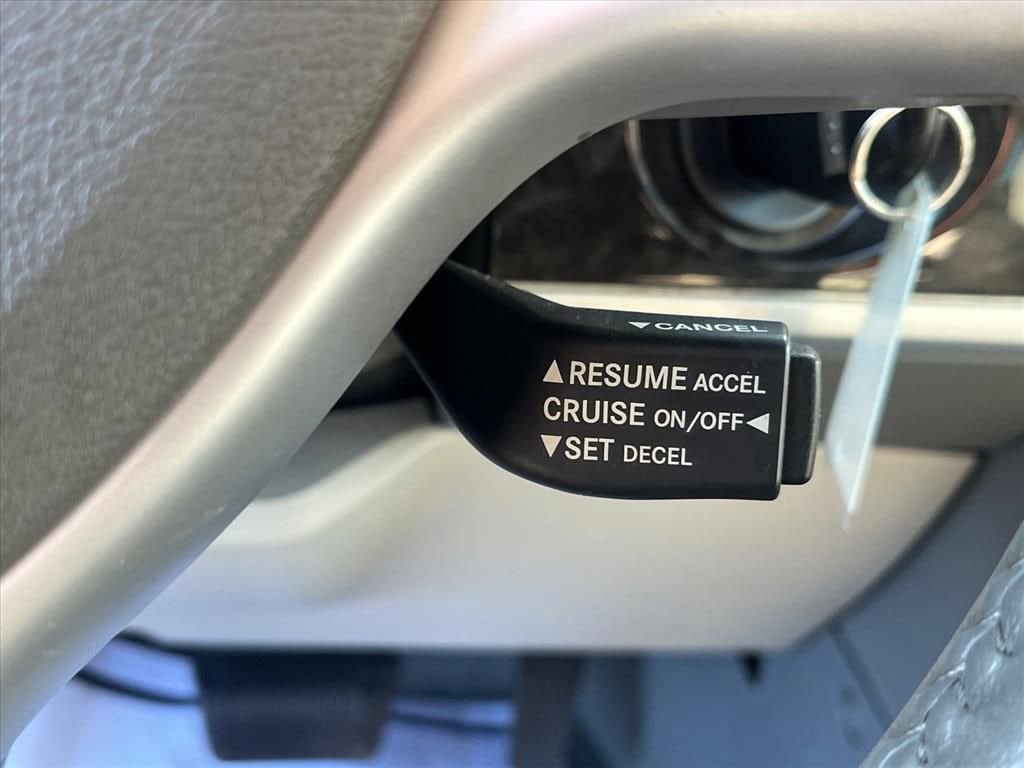 ▼CANCEL
▲RESUME ACCEL
CRUISE ON/OFF◀
▼SET DECEL